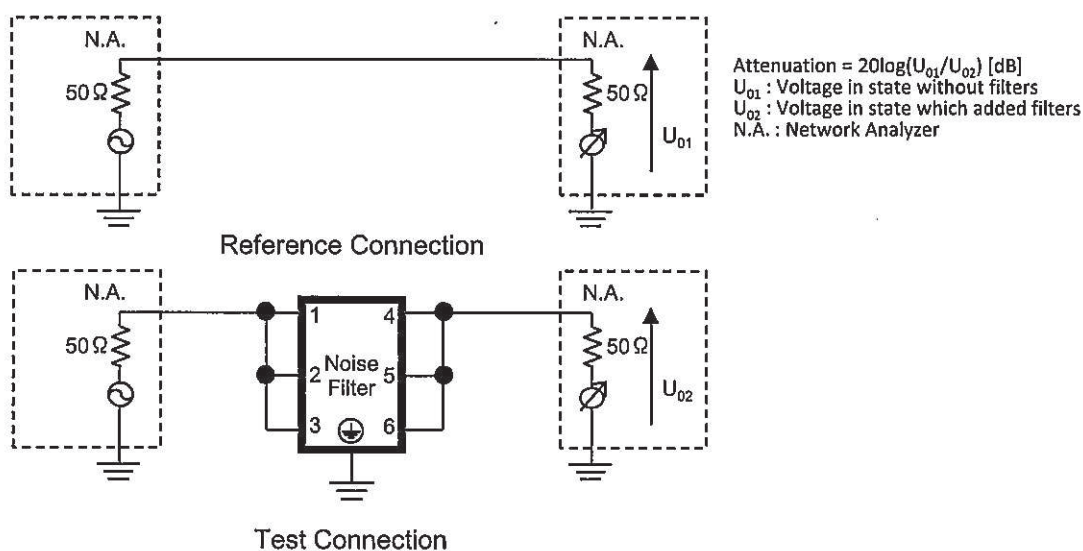 N.A.
50Ω
N.A.
50Ω
U01
Attenuation = 20log(U01/U02) [dB]
U01 : Voltage in state without filters
U02 : Voltage in state which added filters
N.A. : Network Analyzer
Reference Connection
N.A.
50Ω
1
4
2
Noise
Filter
5
3
6
N.A.
50Ω
U02
Test Connection